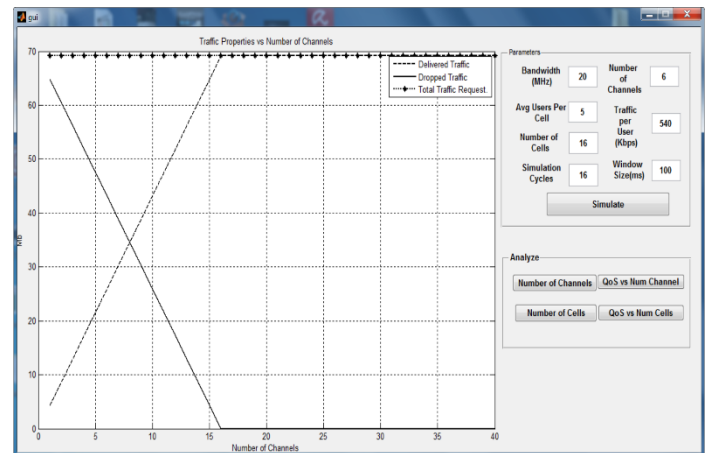 gui
Traffic Properties vs Number of Channels
70
60
50
40
30
20
10
0
Mb
0 5 10 15 20 25 30 35 40
Number of Channels
Delivered Traffic
Dropped Traffic
Total Traffic Request.
Parameters
Bandwidth
(MHz)
20
Number
of
Channels
6
Avg Users Per
Cell
5
Traffic
per
User
(Kbps)
540
Number of
Cells
16
Simulation
Cycles
16
Window
Size(ms)
100
Simulate
Analyze
Number of Channels
QoS vs Num Channel
Number of Cells
QoS vs Num Cells